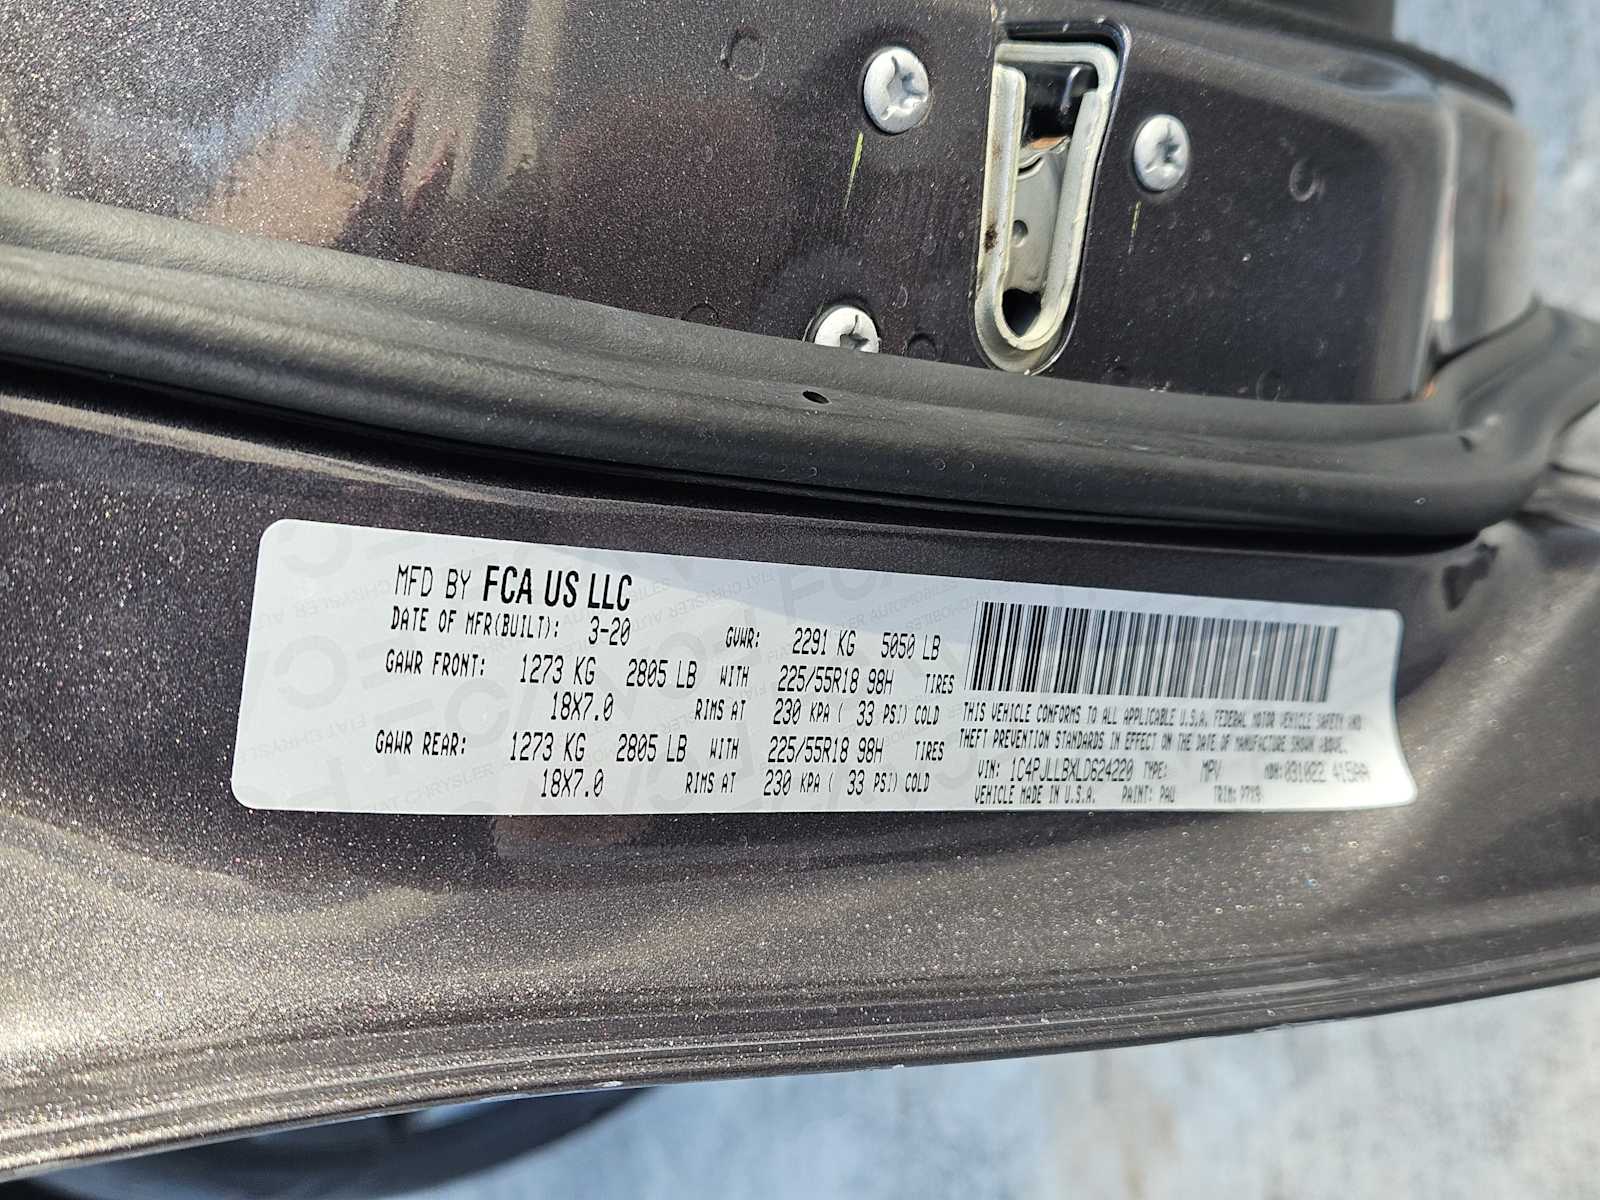 MFD BY FCA US LLC
DATE OF MFR(BUILT): 3-20 GVWR: 2291 KG 5050 LB
GAWR FRONT: 1273 KG 2805 LB WITH 225/55R18 98H TIRES
18X7.0 RIMS AT 230 KPA ( 33 PSI) COLD
GAWR REAR: 1273 KG 2805 LB WITH 225/55R18 98H TIRES
18X7.0 RIMS AT 230 KPA ( 33 PSI) COLD
THIS VEHICLE CONFORMS TO ALL APPLICABLE U.S.A. FEDERAL MOTOR VEHICLE SAFETY AND
THEFT PREVENTION STANDARDS IN EFFECT ON THE DATE OF MANUFACTURE SHOWN ABOVE.
VIN: 1C4PJLLBXLD624220 TYPE: MPV MDH: 031022 415AA
VEHICLE MADE IN U.S.A. PAINT: PAU TRIM: